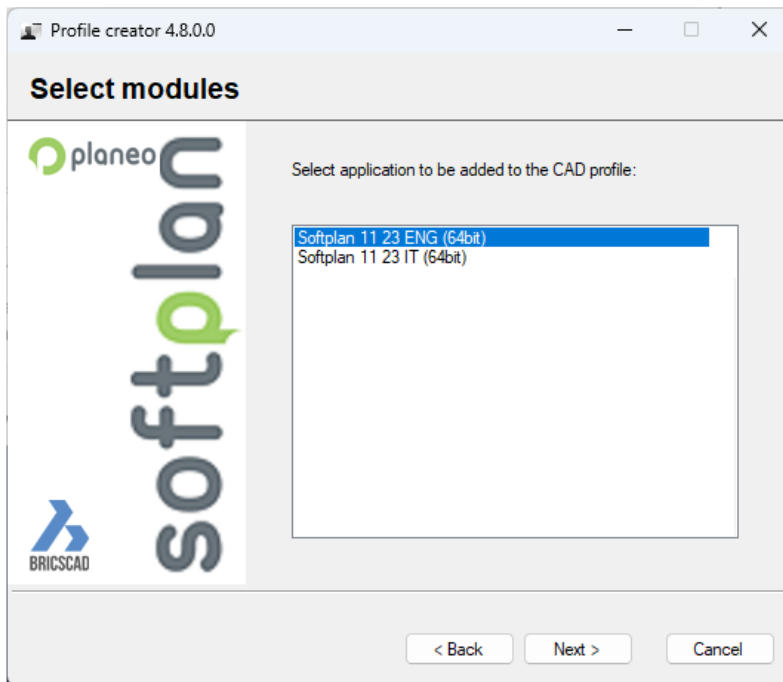 Profile creator 4.8.0.0
Select modules
planeo
softplan
BRICSCAD
Select application to be added to the CAD profile:
Softplan 11 23 ENG (64bit)
Softplan 11 23 IT (64bit)
< Back
Next >
Cancel